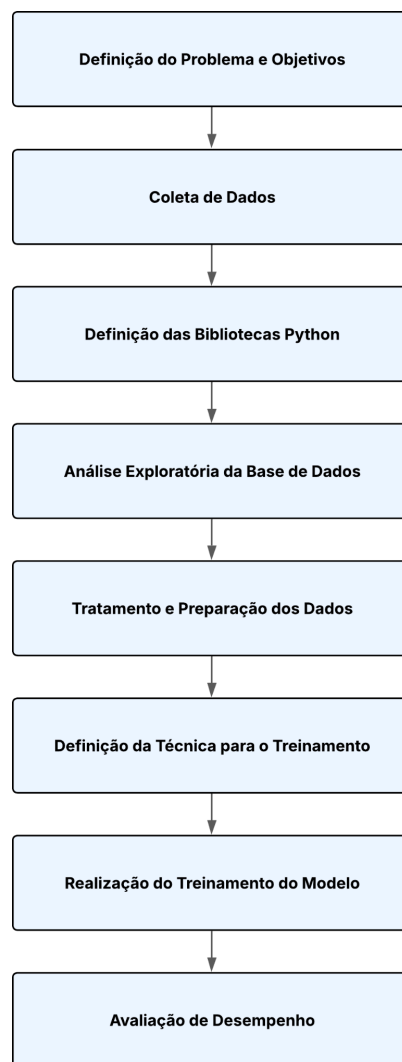 Definição do Problema e Objetivos
Coleta de Dados
Definição das Bibliotecas Python
Análise Exploratória da Base de Dados
Tratamento e Preparação dos Dados
Definição da Técnica para o Treinamento
Realização do Treinamento do Modelo
Avaliação de Desempenho